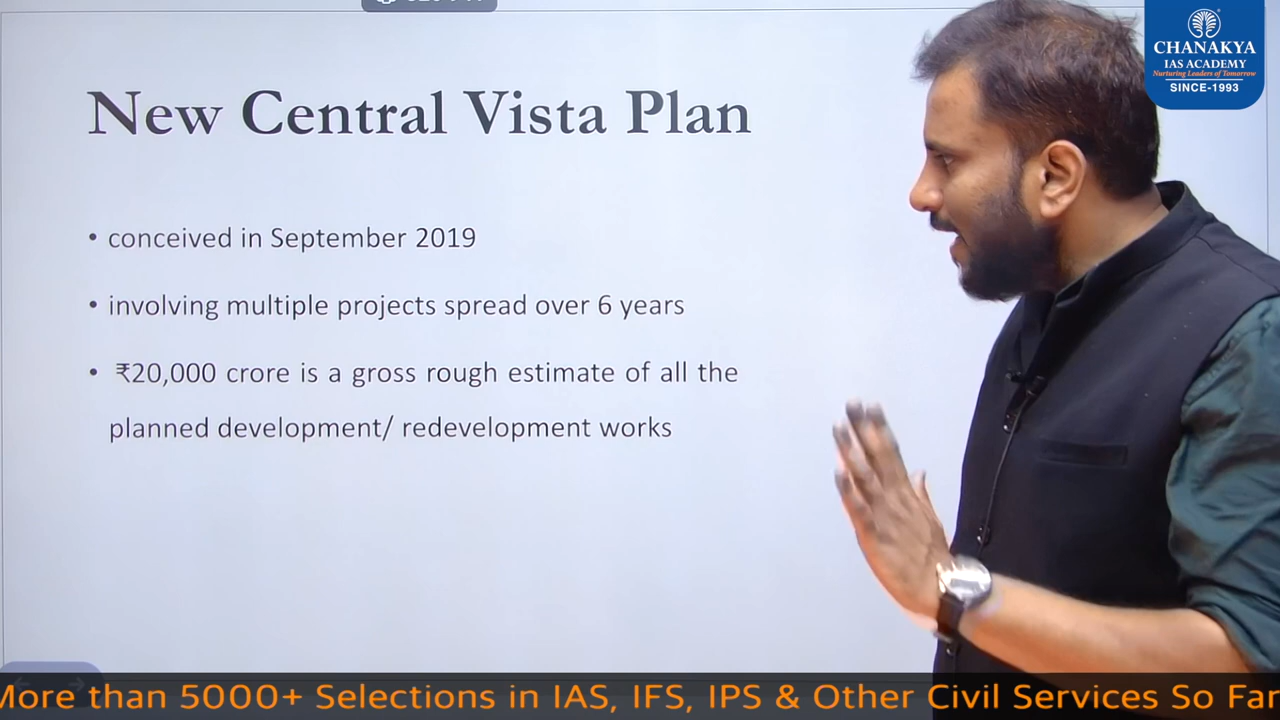 New Central Vista Plan
• conceived in September 2019
• involving multiple projects spread over 6 years
• ₹20,000 crore is a gross rough estimate of all the
planned development/ redevelopment works
CHANAKYA
IAS ACADEMY
Nurturing Leaders of Tomorrow
SINCE-1993
More than 5000+ Selections in IAS, IFS, IPS & Other Civil Services So Far